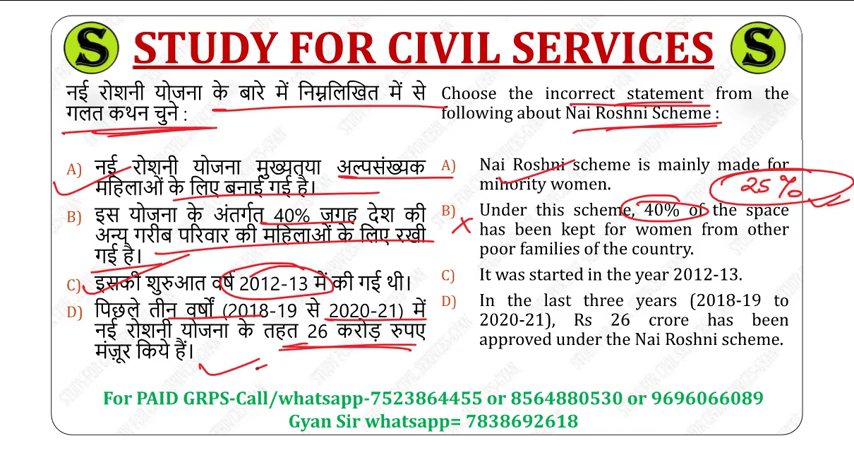 S STUDY FOR CIVIL SERVICES S
नई रोशनी योजना के बारे में निम्नलिखित में से
गलत कथन चुने :
A) नई रोशनी योजना मुख्यतया अल्पसंख्यक
महिलाओं के लिए बनाई गई है।
B) इस योजना के अंतर्गत 40% जगह देश की
अन्य गरीब परिवार की महिलाओं के लिए रखी
गई है।
C) इसकी शुरुआत वर्ष 2012-13 में की गई थी।
D) पिछले तीन वर्षों (2018-19 से 2020-21) में
नई रोशनी योजना के तहत 26 करोड़ रुपए
मंज़ूर किये हैं।
Choose the incorrect statement from the
following about Nai Roshni Scheme :
A) Nai Roshni scheme is mainly made for
minority women.
25%
B) Under this scheme, 40% of the space
has been kept for women from other
poor families of the country.
C) It was started in the year 2012-13.
D) In the last three years (2018-19 to
2020-21), Rs 26 crore has been
approved under the Nai Roshni scheme.
For PAID GRPS-Call/whatsapp-7523864455 or 8564880530 or 9696066089
Gyan Sir whatsapp= 7838692618